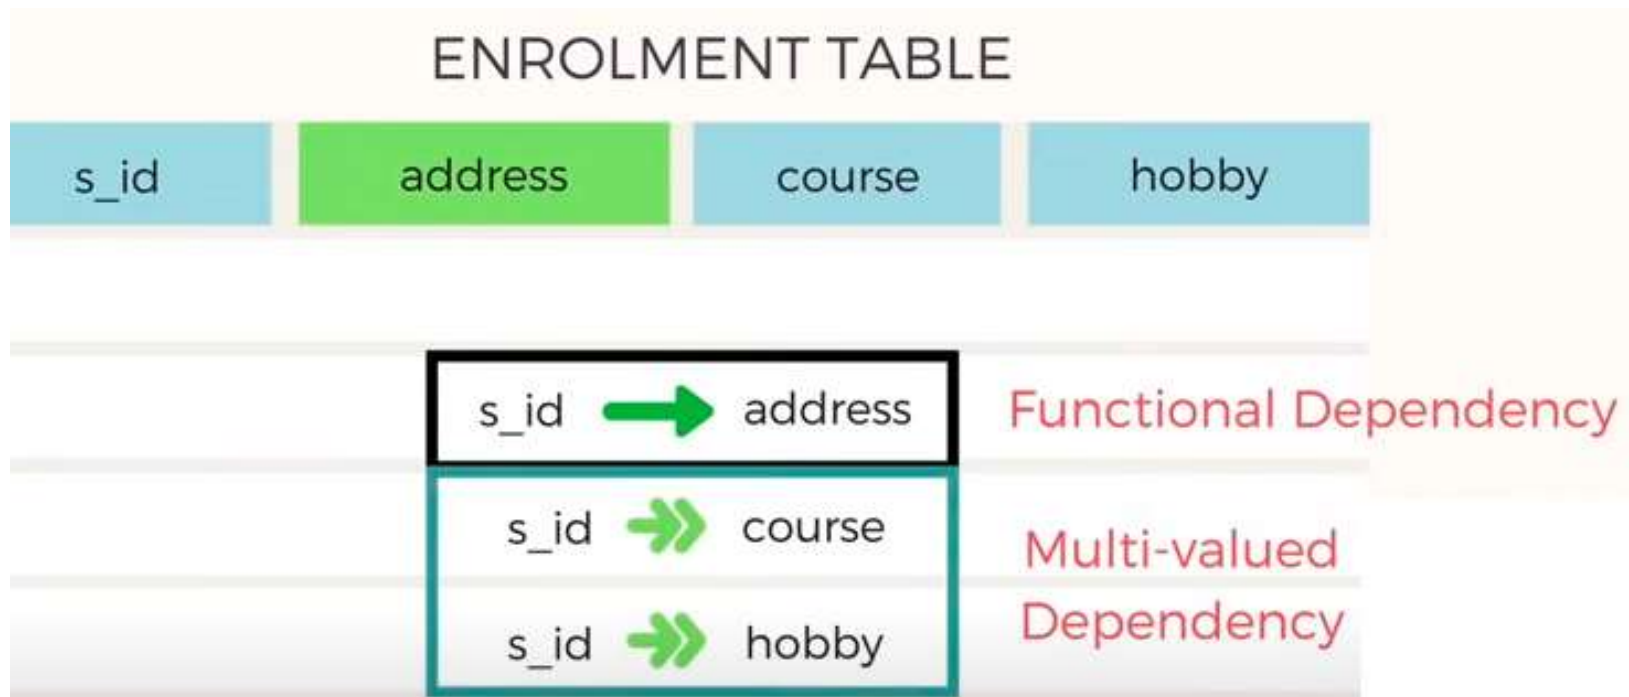 ENROLMENT TABLE
s_id address course hobby
s_id address Functional Dependency
s_id course
Multi-valued
Dependency
s_id hobby